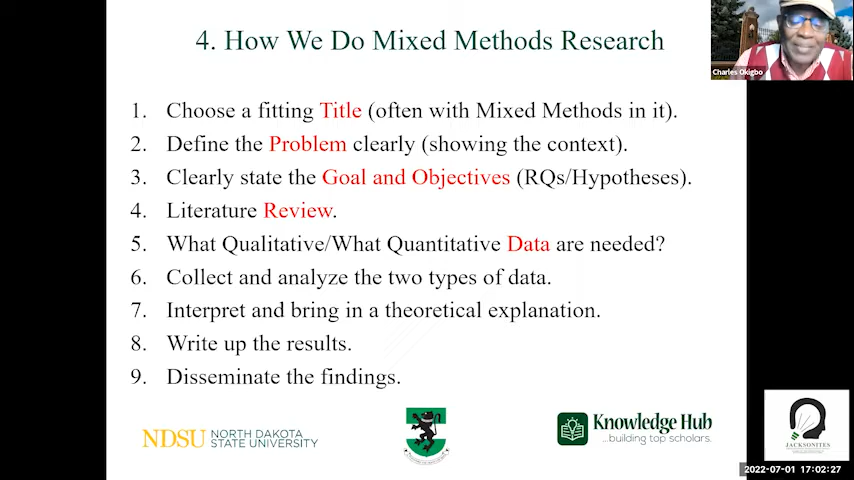 4. How We Do Mixed Methods Research
Charles Okigbo
1. Choose a fitting Title (often with Mixed Methods in it).
2. Define the Problem clearly (showing the context).
3. Clearly state the Goal and Objectives (RQs/Hypotheses).
4. Literature Review.
5. What Qualitative/What Quantitative Data are needed?
6. Collect and analyze the two types of data.
7. Interpret and bring in a theoretical explanation.
8. Write up the results.
9. Disseminate the findings.
NDSU NORTH DAKOTA
STATE UNIVERSITY
Knowledge Hub
...building top scholars.
JACKSONITES
2022-07-01 17:02:27